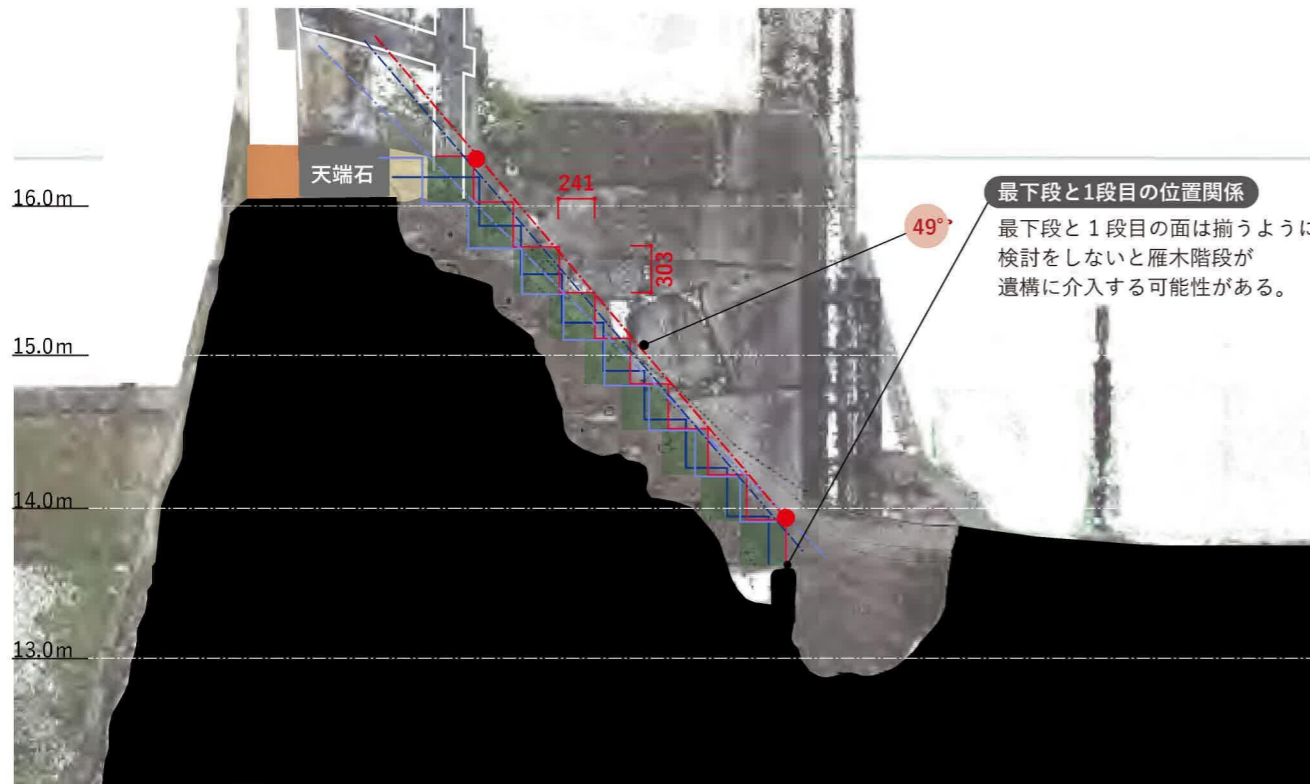 天端石
16.0m
241
303
49°
最下段と1段目の位置関係
最下段と１段目の面は揃うように
検討をしないと雁木階段が
遺構に介入する可能性がある。
15.0m
14.0m
13.0m